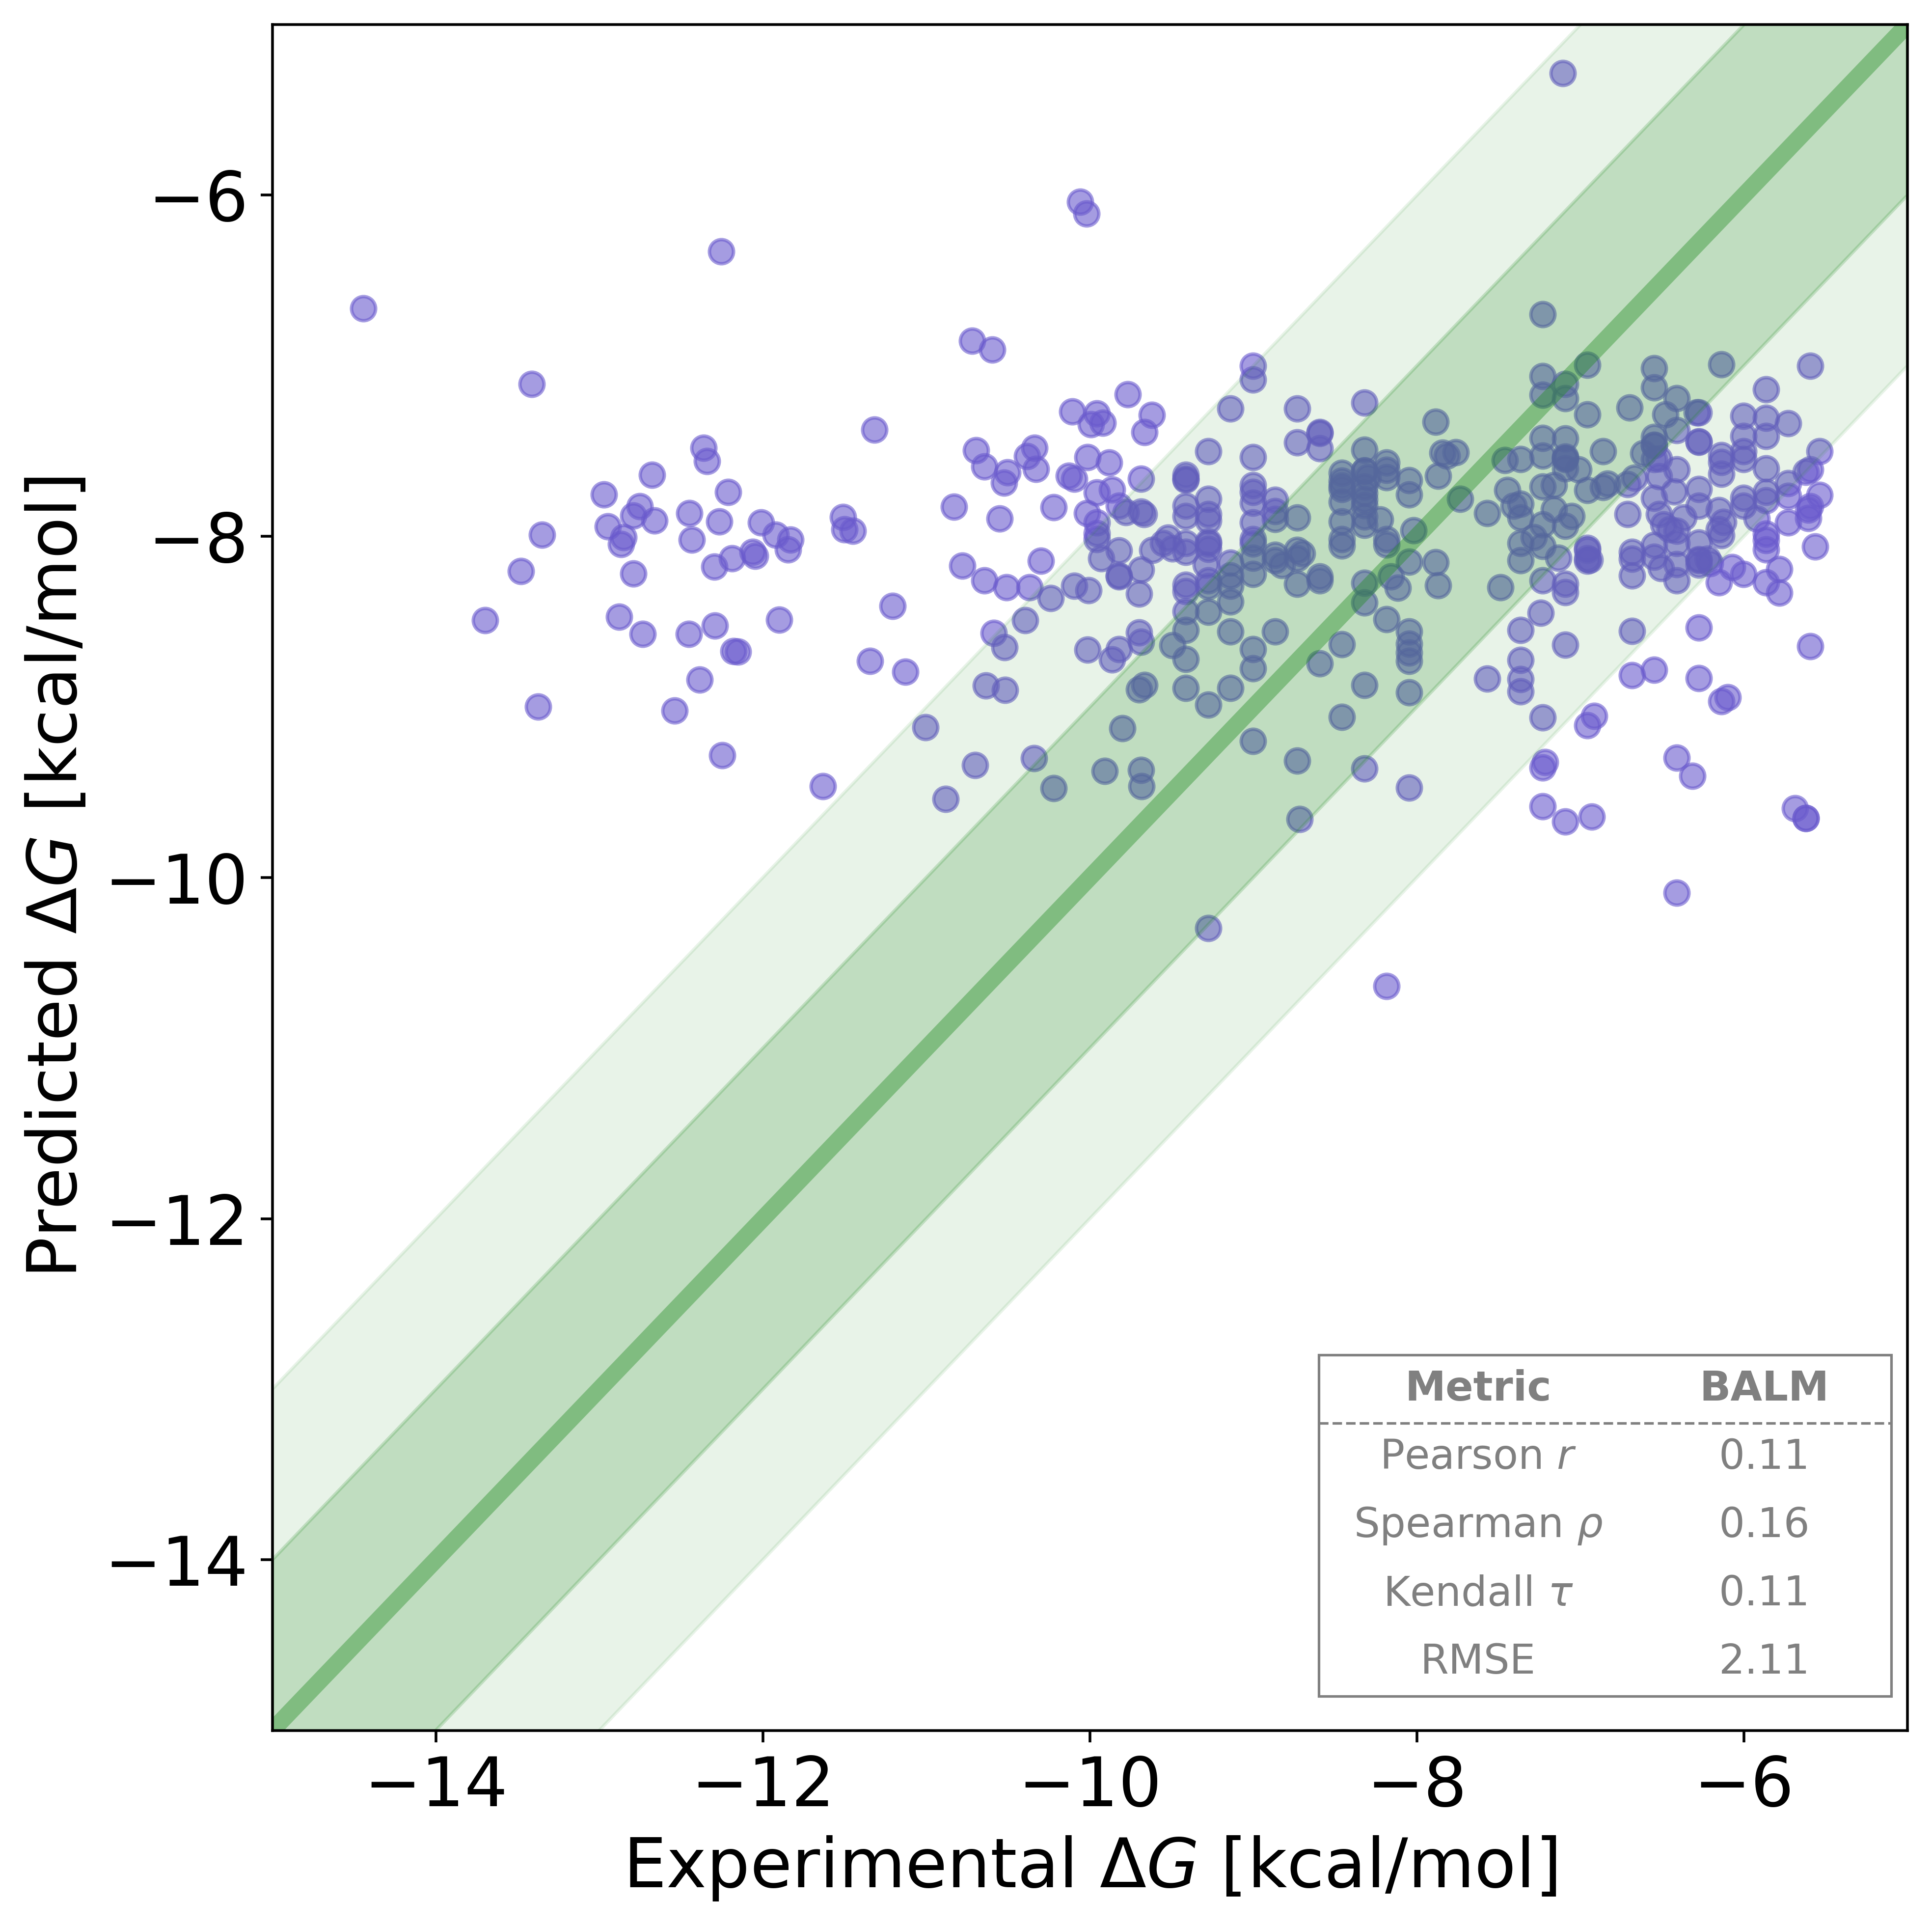 Predicted ΔG [kcal/mol]
−6
−8
−10
−12
−14
Metric BALM
Pearson r 0.11
Spearman ρ 0.16
Kendall τ 0.11
RMSE 2.11
−14 −12 −10 −8 −6
Experimental ΔG [kcal/mol]